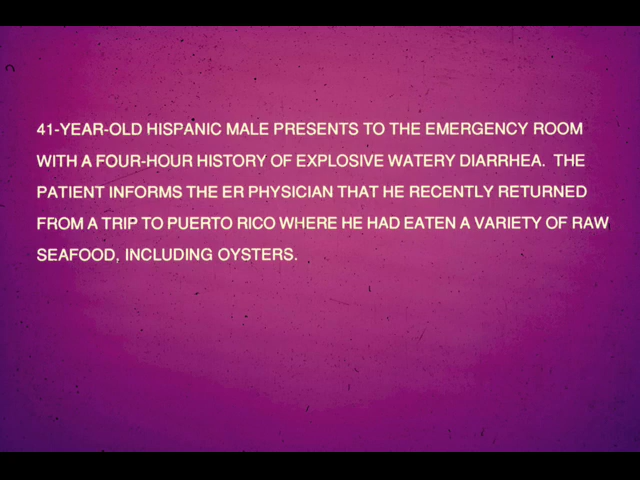 41-YEAR-OLD HISPANIC MALE PRESENTS TO THE EMERGENCY ROOM
WITH A FOUR-HOUR HISTORY OF EXPLOSIVE WATERY DIARRHEA. THE
PATIENT INFORMS THE ER PHYSICIAN THAT HE RECENTLY RETURNED
FROM A TRIP TO PUERTO RICO WHERE HE HAD EATEN A VARIETY OF RAW
SEAFOOD, INCLUDING OYSTERS.